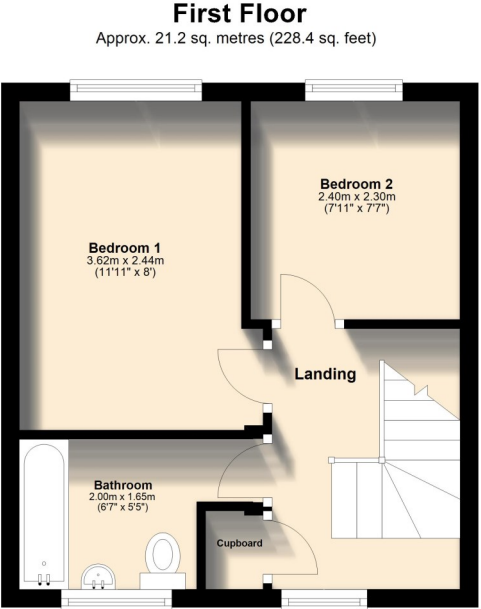 First Floor
Approx. 21.2 sq. metres (228.4 sq. feet)
Bedroom 2
2.40m x 2.30m
(7'11" x 7'7")
Bedroom 1
3.62m x 2.44m
(11'11" x 8')
Landing
Bathroom
2.00m x 1.65m
(6'7" x 5'5")
Cupboard